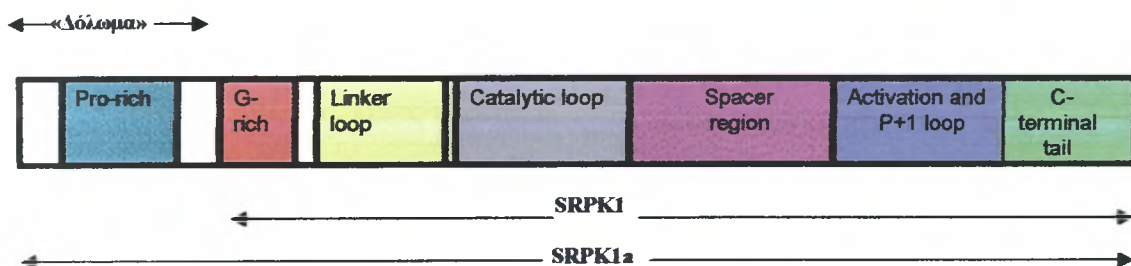 «Δόλωμα»
Pro-rich
G-
rich
Linker
loop
Catalytic loop
Spacer
region
Activation and
P+1 loop
C-
terminal
tail
SRPK1
SRPK1a